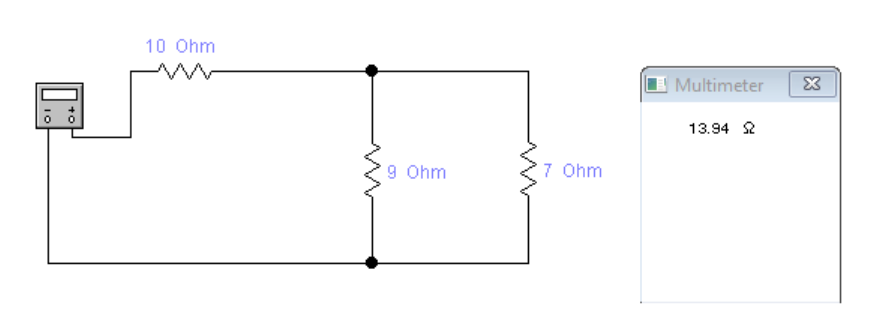 10 Ohm
- +
9 Ohm
7 Ohm
Multimeter
13.94 Ω